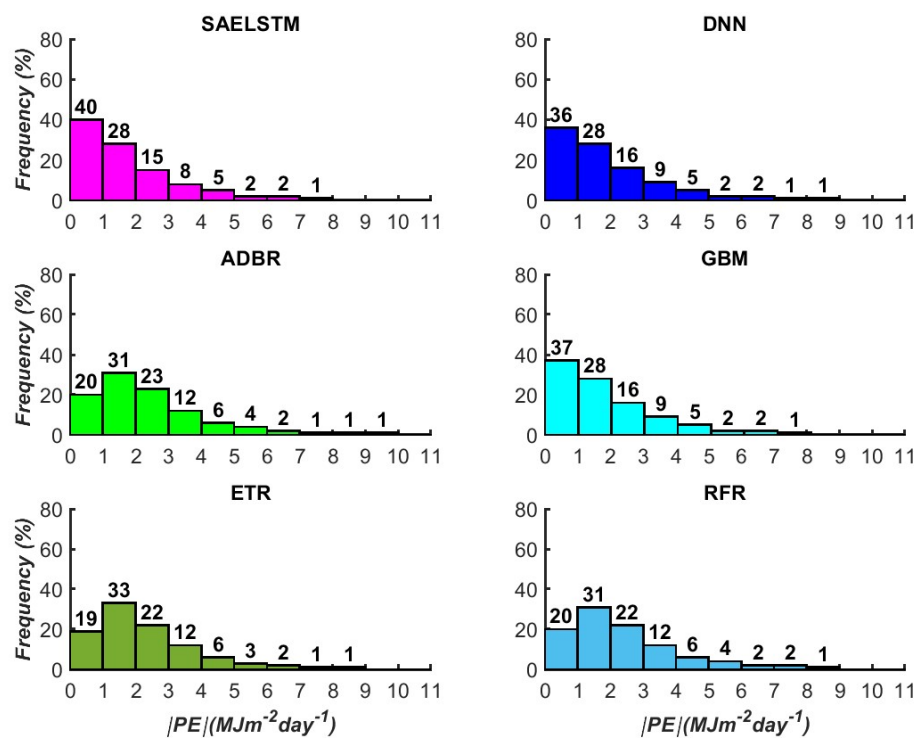 SAELSTM
Frequency (%)
80
60
40
20
0
40 28 15 8 5 2 2 1
0 1 2 3 4 5 6 7 8 9 10 11
DNN
80
60
40
20
0
36 28 16 9 5 2 2 1 1
0 1 2 3 4 5 6 7 8 9 10 11
ADBR
Frequency (%)
80
60
40
20
0
20 31 23 12 6 4 2 1 1 1
0 1 2 3 4 5 6 7 8 9 10 11
GBM
80
60
40
20
0
37 28 16 9 5 2 2 1
0 1 2 3 4 5 6 7 8 9 10 11
ETR
Frequency (%)
80
60
40
20
0
19 33 22 12 6 3 2 1 1
0 1 2 3 4 5 6 7 8 9 10 11
|PE|(MJm⁻²day⁻¹)
RFR
80
60
40
20
0
20 31 22 12 6 4 2 2 1
0 1 2 3 4 5 6 7 8 9 10 11
|PE|(MJm⁻²day⁻¹)